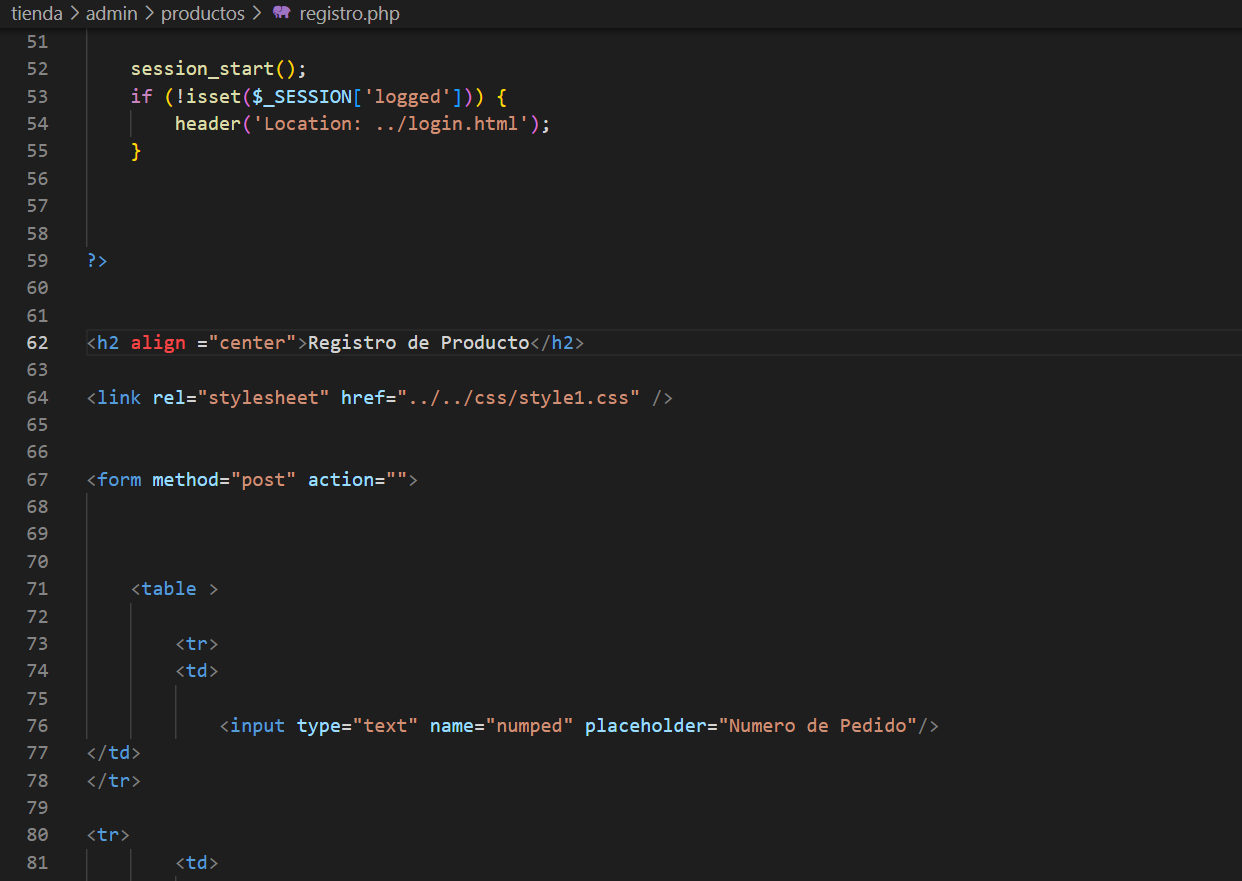 tienda > admin > productos > registro.php
51
52 session_start();
53 if (!isset($_SESSION['logged'])) {
54 header('Location: ../login.html');
55 }
56
57
58
59 ?>
60
61
62 <h2 align ="center">Registro de Producto</h2>
63
64 <link rel="stylesheet" href="../../css/style1.css" />
65
66
67 <form method="post" action="">
68
69
70
71 <table >
72
73 <tr>
74 <td>
75
76 <input type="text" name="numped" placeholder="Numero de Pedido"/>
77 </td>
78 </tr>
79
80 <tr>
81 <td>